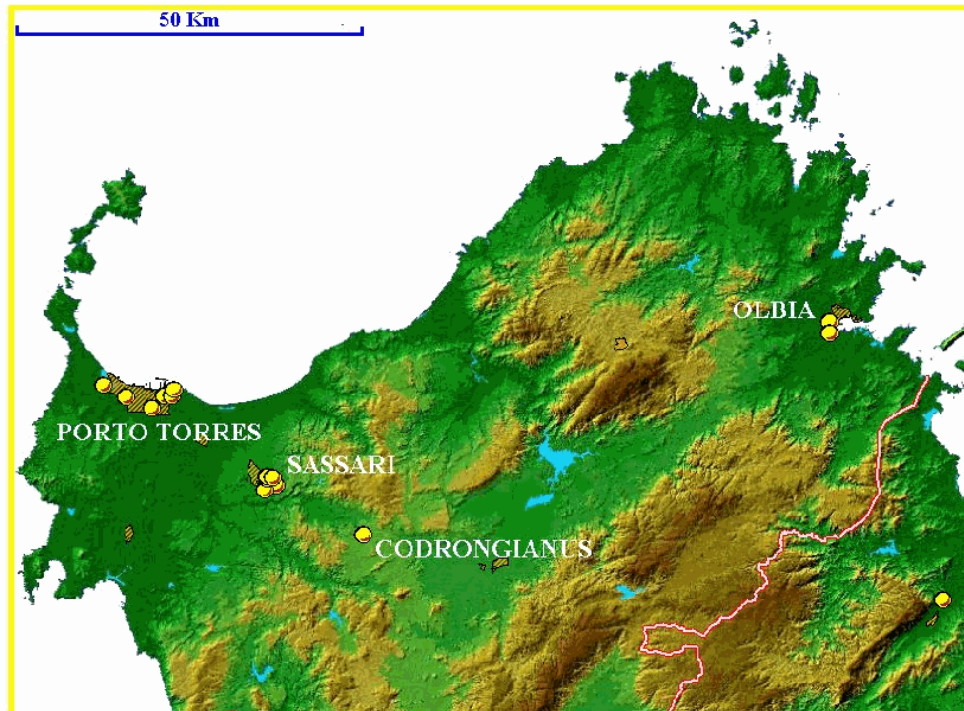 50 Km
OLBIA
PORTO TORRES
SASSARI
CODRONGIANUS